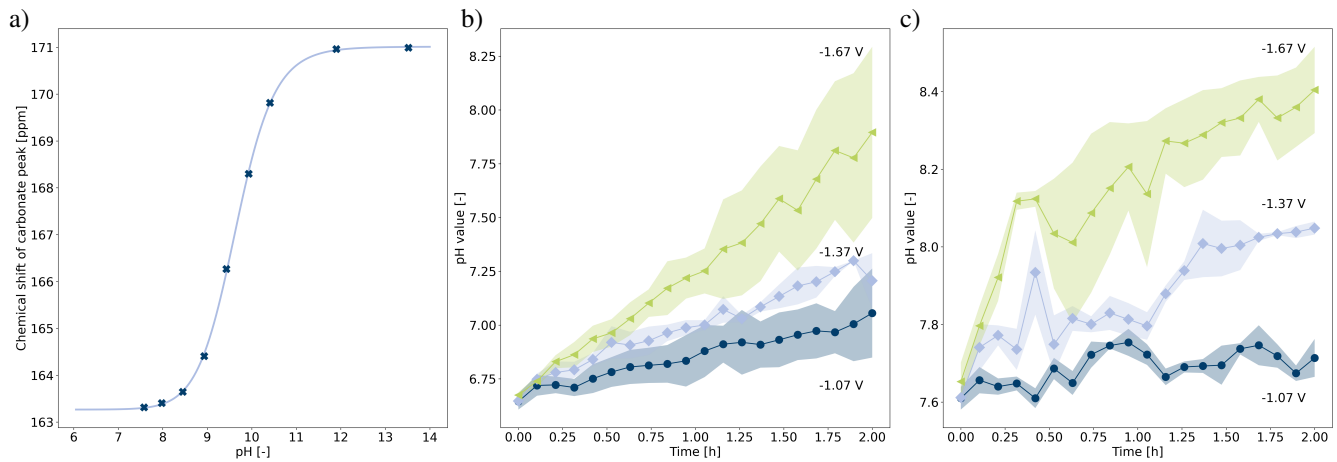 a)
Chemical shift of carbonate peak [ppm]
171
170
169
168
167
166
165
164
163
6 7 8 9 10 11 12 13 14
pH [-]
b)
pH value [-]
8.25
8.00
7.75
7.50
7.25
7.00
6.75
-1.67 V
-1.37 V
-1.07 V
0.00 0.25 0.50 0.75 1.00 1.25 1.50 1.75 2.00
Time [h]
c)
pH value [-]
8.4
8.2
8.0
7.8
7.6
-1.67 V
-1.37 V
-1.07 V
0.00 0.25 0.50 0.75 1.00 1.25 1.50 1.75 2.00
Time [h]